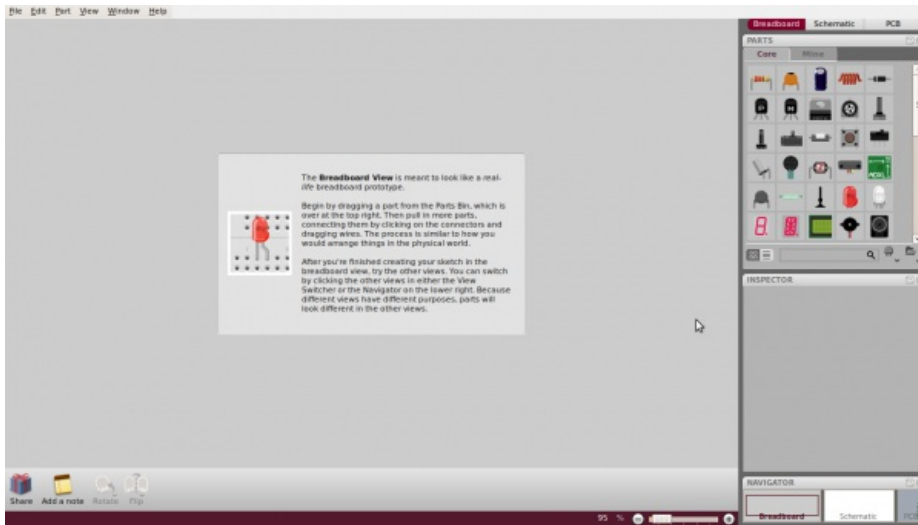 File Edit Part View Window Help
Breadboard Schematic PCB
PARTS
Core Mine
The Breadboard View is meant to look like a real-
life breadboard prototype.
Begin by dragging a part from the Parts Bin, which is
over at the top right. Then pull in more parts,
connecting them by clicking on the connectors and
dragging wires. The process is similar to how you
would arrange things in the physical world.
After you're finished creating your sketch in the
breadboard view, try the other views. You can switch
by clicking the other views in either the View
Switcher or the Navigator on the lower right. Because
different views have different purposes, parts will
look different in the other views.
INSPECTOR
NAVIGATOR
Breadboard Schematic
Share Add a note Rotate Flip
95 %